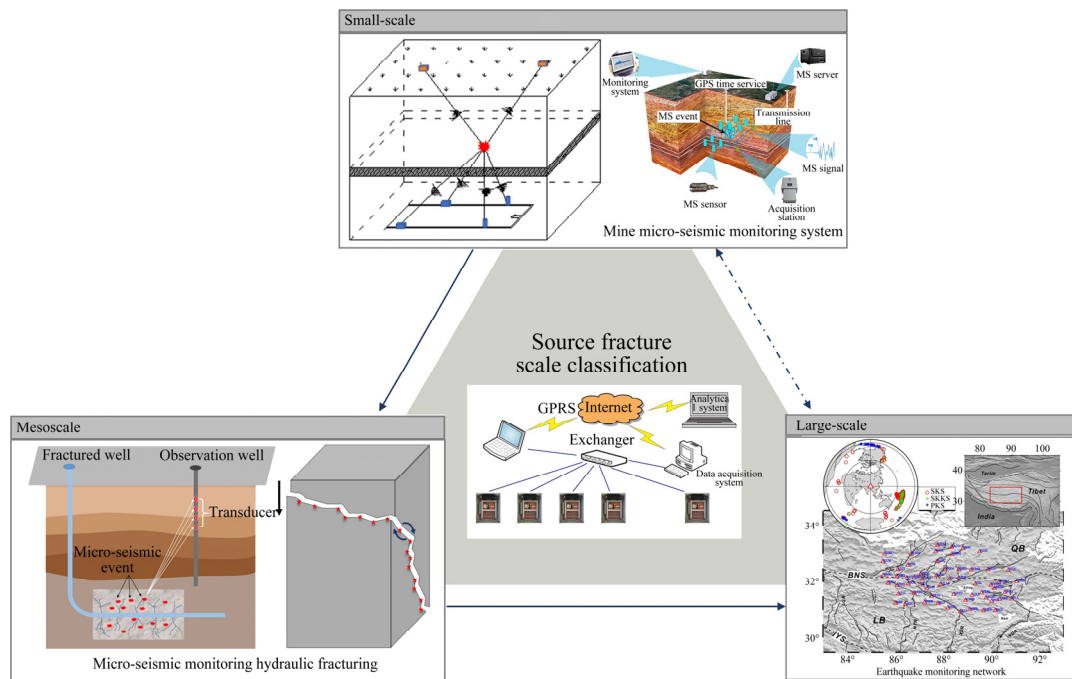 Small-scale
Monitoring
system
GPS time service
MS server
MS event
Transmission
line
MS signal
MS sensor
Acquisition
station
Mine micro-seismic monitoring system
Source fracture
scale classification
GPRS
Internet
Analytica
l system
Exchanger
Data acquisition
system
Mesoscale
Fractured well
Observation well
Transducer
Micro-seismic
event
Micro-seismic monitoring hydraulic fracturing
Large-scale
80 90 100
40
30
Tarim
Tibet
India
SKS
SKKS
PKS
34°
32°
31°
30°
QB
BNS
LB
JYS
84° 86° 87° 88° 89° 90° 92°
Earthquake monitoring network